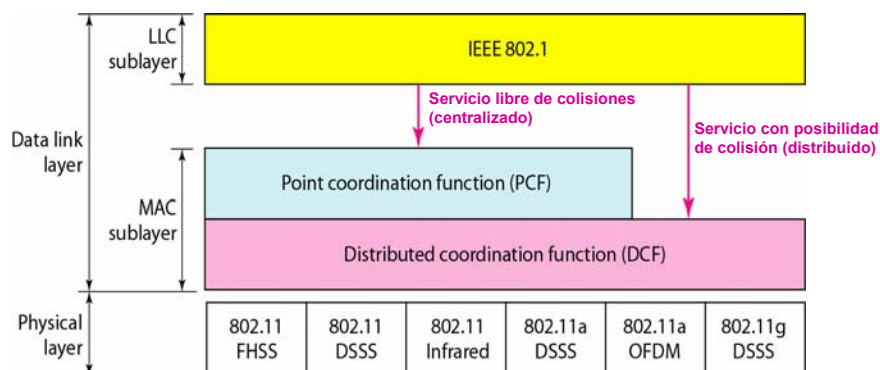 LLC
sublayer
IEEE 802.1
Servicio libre de colisiones
(centralizado)
Servicio con posibilidad
de colisión (distribuido)
Data link
layer
MAC
sublayer
Point coordination function (PCF)
Distributed coordination function (DCF)
Physical
layer
802.11
FHSS
802.11
DSSS
802.11
Infrared
802.11a
DSSS
802.11a
OFDM
802.11g
DSSS